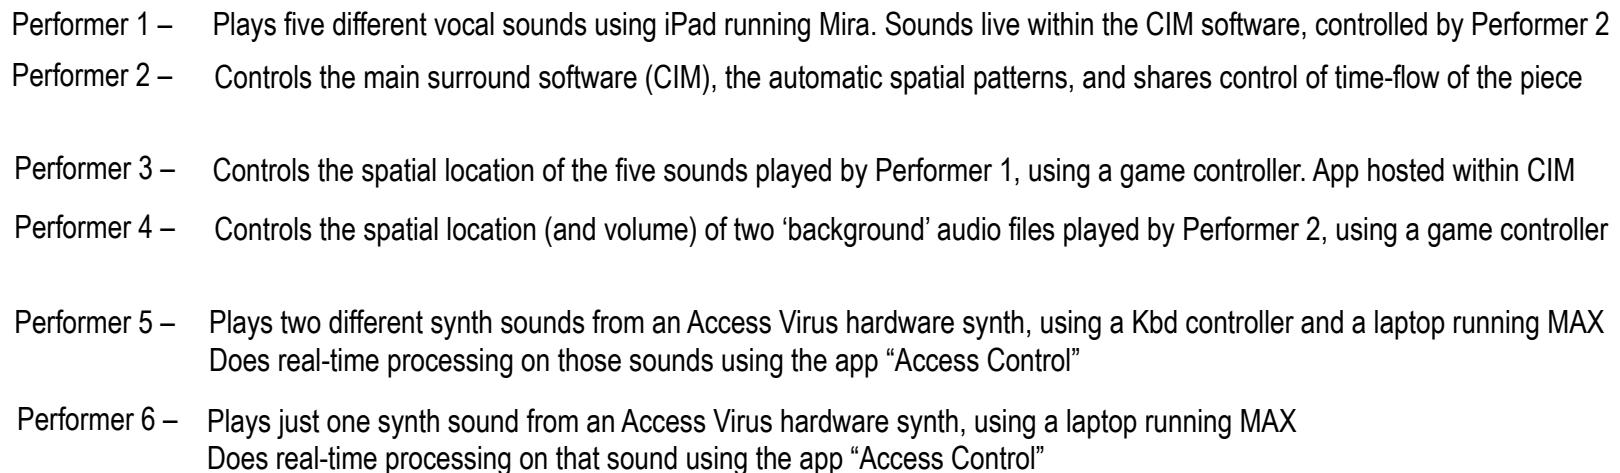 Performer 1 – Plays five different vocal sounds using iPad running Mira. Sounds live within the CIM software, controlled by Performer 2
Performer 2 – Controls the main surround software (CIM), the automatic spatial patterns, and shares control of time-flow of the piece
Performer 3 – Controls the spatial location of the five sounds played by Performer 1, using a game controller. App hosted within CIM
Performer 4 – Controls the spatial location (and volume) of two ‘background’ audio files played by Performer 2, using a game controller
Performer 5 – Plays two different synth sounds from an Access Virus hardware synth, using a Kbd controller and a laptop running MAX
Does real-time processing on those sounds using the app “Access Control”
Performer 6 – Plays just one synth sound from an Access Virus hardware synth, using a laptop running MAX
Does real-time processing on that sound using the app “Access Control”